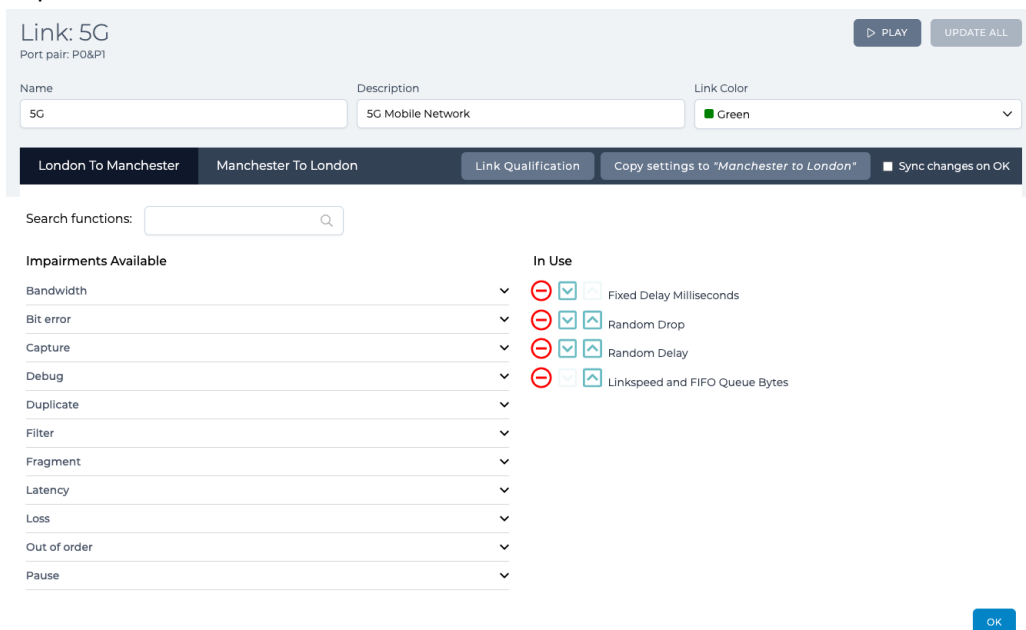 Link: 5G
Port pair: P0&P1
PLAY
UPDATE ALL
Name
Description
Link Color
5G
5G Mobile Network
Green
London To Manchester
Manchester To London
Link Qualification
Copy settings to "Manchester to London"
Sync changes on OK
Search functions:
Impairments Available
Bandwidth
Bit error
Capture
Debug
Duplicate
Filter
Fragment
Latency
Loss
Out of order
Pause
In Use
Fixed Delay Milliseconds
Random Drop
Random Delay
Linkspeed and FIFO Queue Bytes
OK